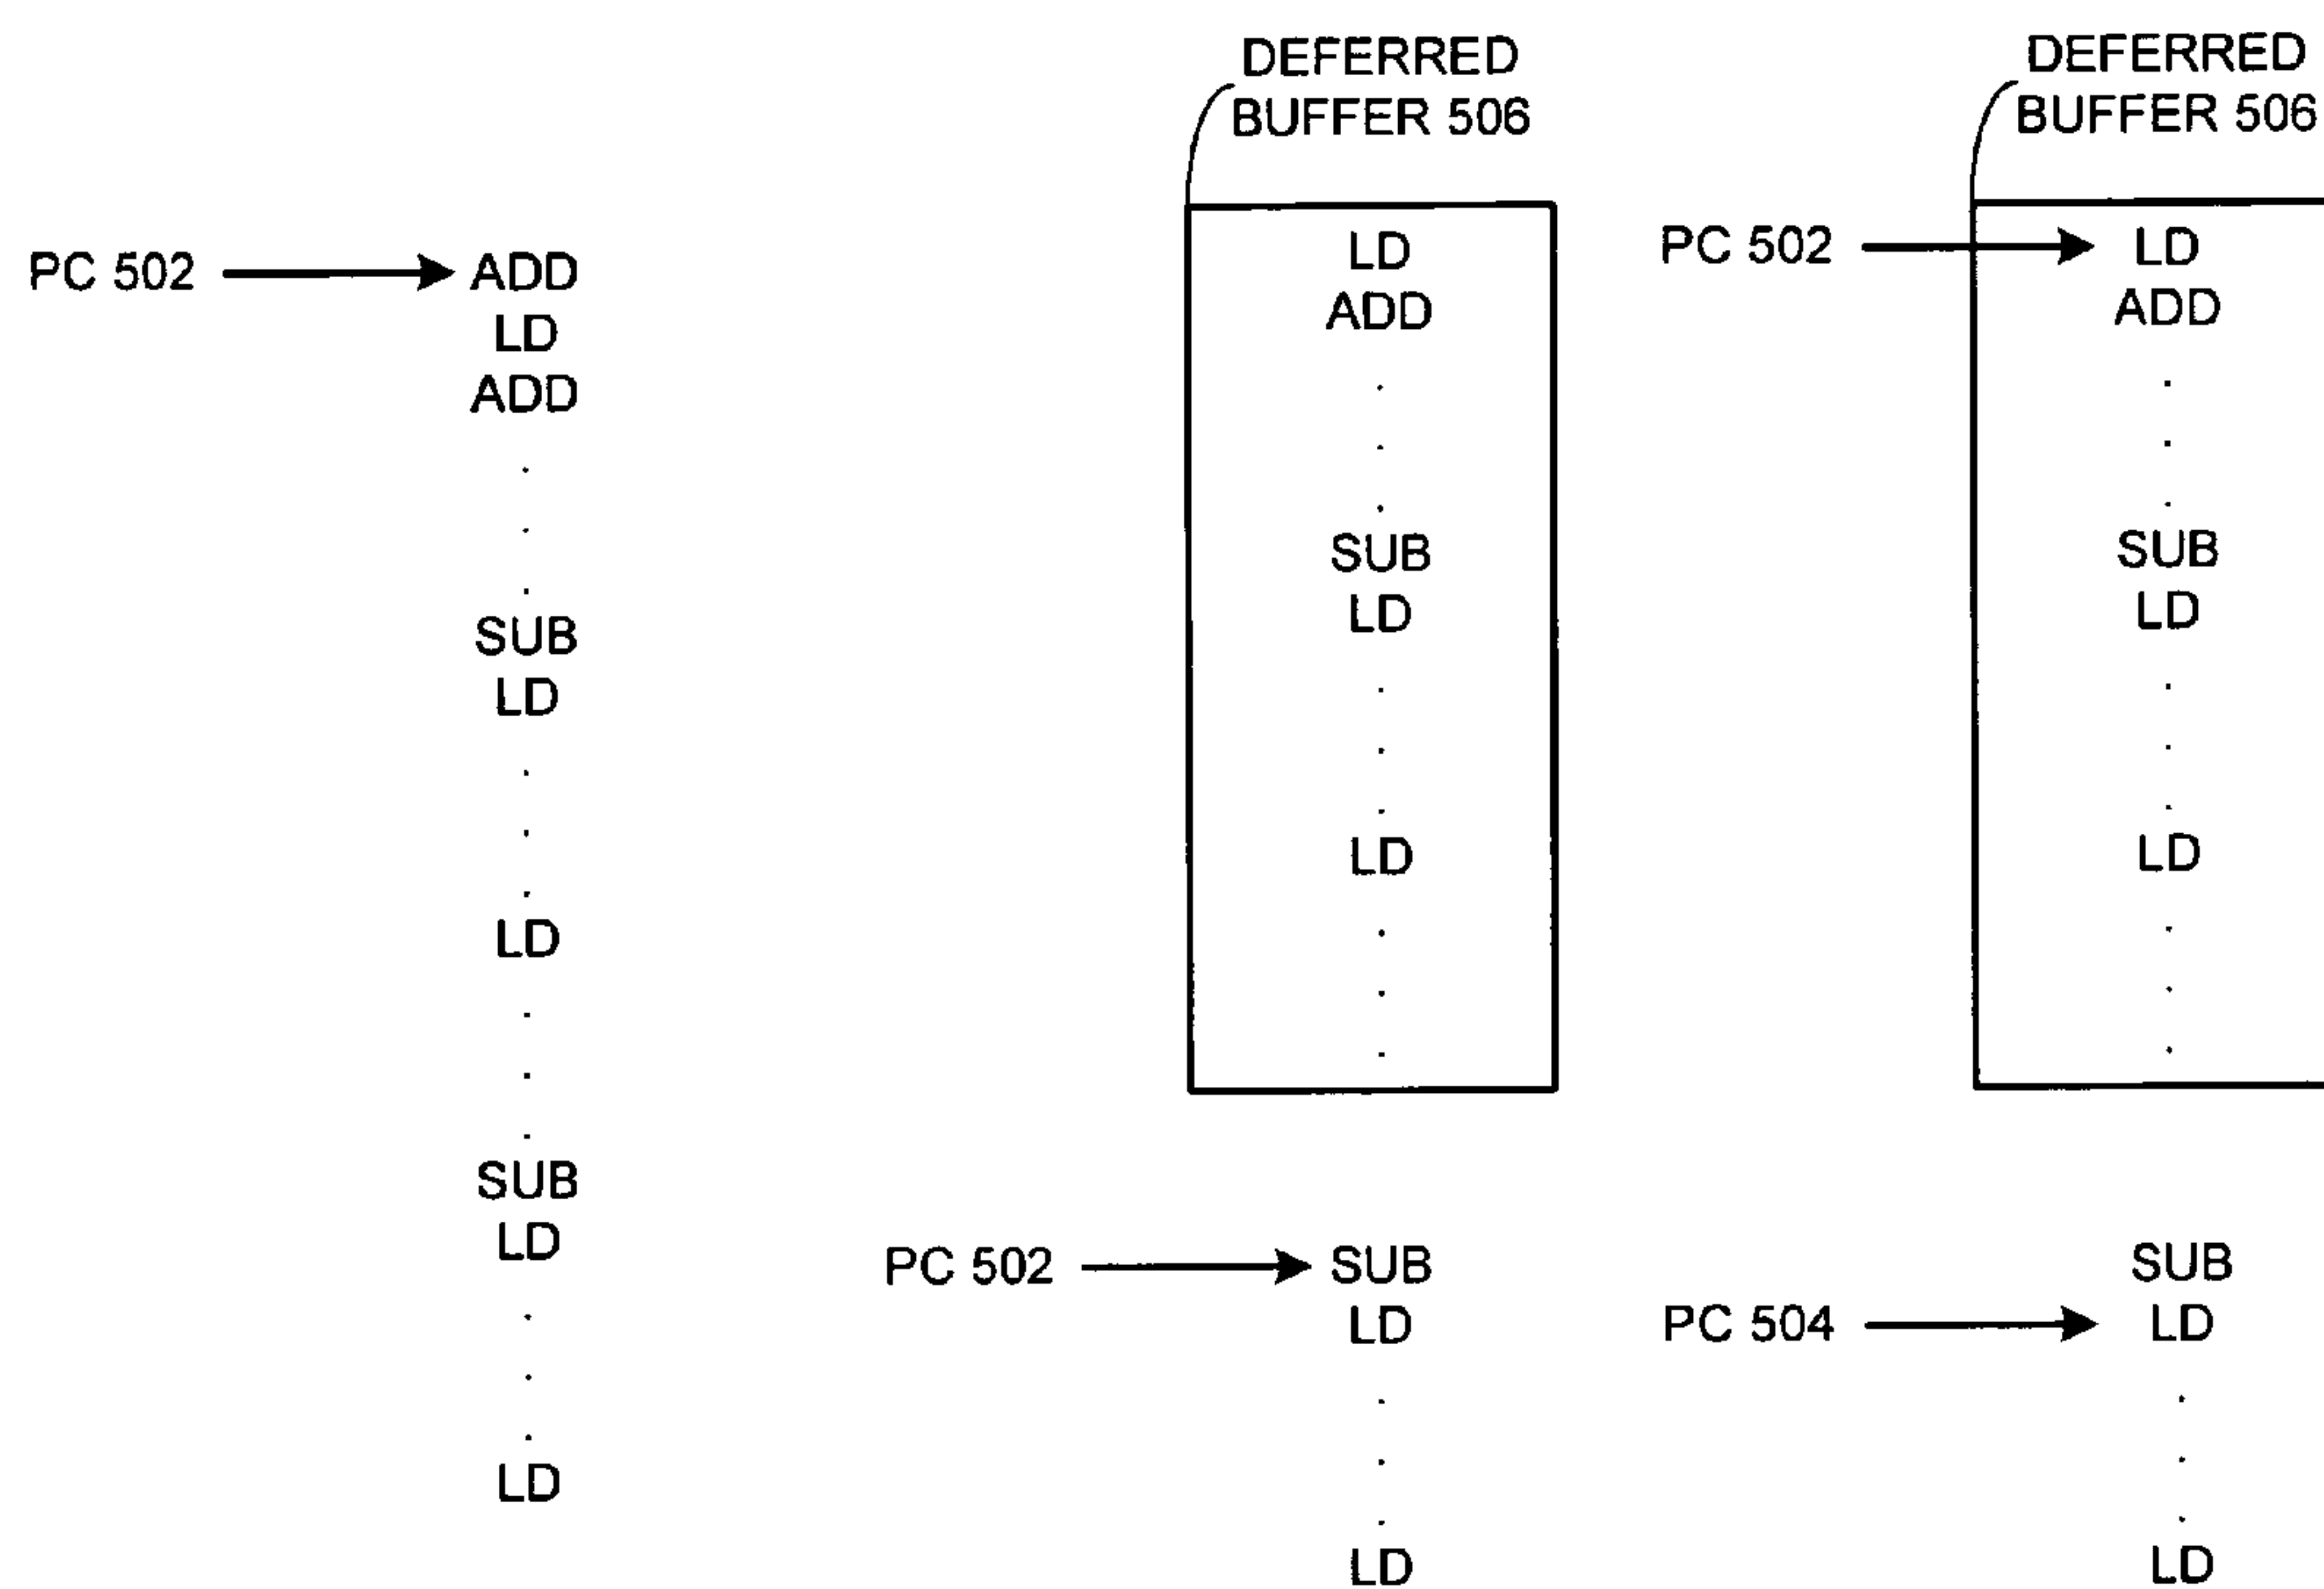 PC 502
ADD
LD
ADD
.
.
.
SUB
LD
.
.
.
LD
.
.
.
SUB
LD
.
.
.
LD
DEFERRED
BUFFER 506
LD
ADD
.
.
.
SUB
LD
.
.
.
LD
.
.
.
PC 502
SUB
LD
.
.
.
LD
DEFERRED
BUFFER 506
PC 502
LD
ADD
.
.
.
SUB
LD
.
.
.
LD
.
.
.
SUB
PC 504
LD
.
.
.
LD